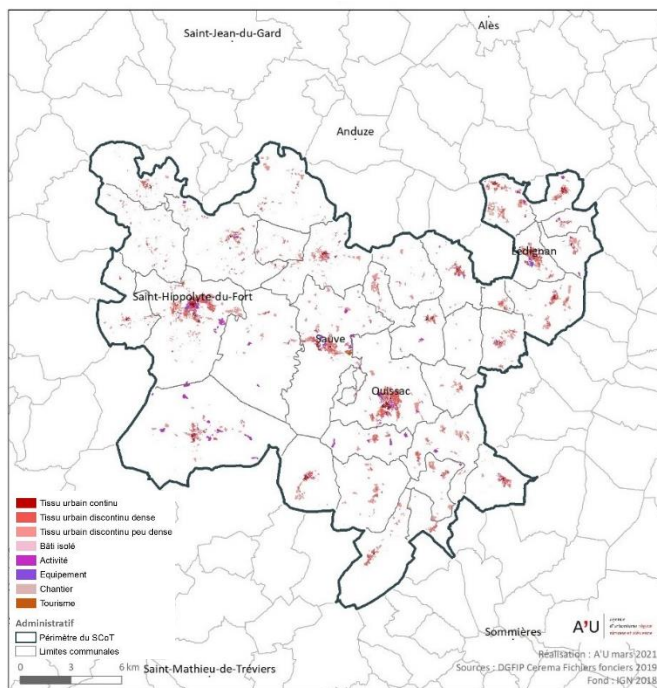 Saint-Jean-du-Gard
Alès
Anduze
Lédignan
Saint-Hippolyte-du-Fort
Sauve
Quissac
Tissu urbain continu
Tissu urbain discontinu dense
Tissu urbain discontinu peu dense
Bâti isolé
Activité
Equipement
Chantier
Tourisme
Administratif
Périmètre du SCoT
Limites communales
0 3 6 km
Sommières
Saint-Mathieu-de-Tréviers
A'U
Réalisation : A'U mars 2021
Sources : DGFIP Cerema Fichiers fonciers 2019
Fond : IGN 2018